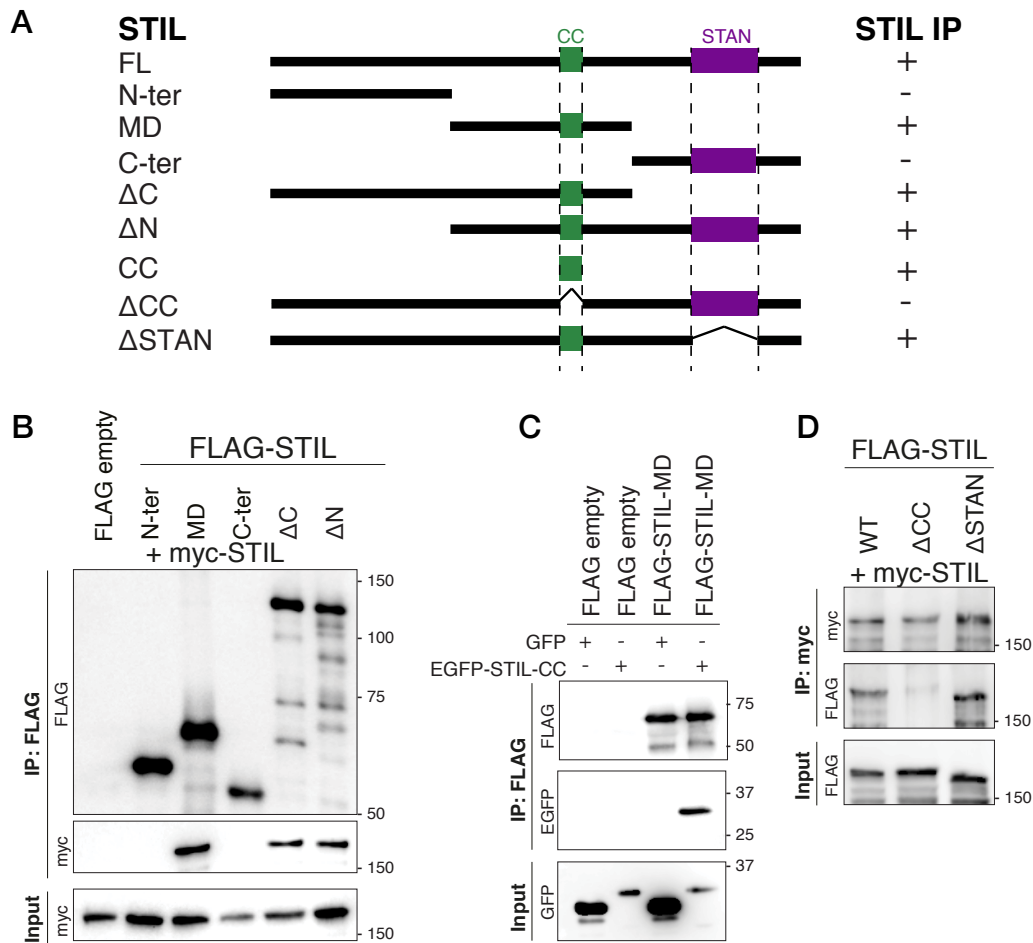 A
STIL
CC
STAN
STIL IP
FL
+
N-ter
-
MD
+
C-ter
-
ΔC
+
ΔN
+
CC
+
ΔCC
-
ΔSTAN
+
B
FLAG empty
FLAG-STIL
N-ter
MD
C-ter
ΔC
ΔN
+ myc-STIL
IP: FLAG
FLAG
150
100
75
50
myc
150
Input
myc
150
C
FLAG empty
FLAG empty
FLAG-STIL-MD
FLAG-STIL-MD
GFP + - + -
EGFP-STIL-CC - + - +
IP: FLAG
FLAG
75
50
EGFP
37
25
Input
GFP
37
D
FLAG-STIL
WT
ΔCC
ΔSTAN
+ myc-STIL
IP: myc
myc
150
FLAG
150
Input
FLAG
150